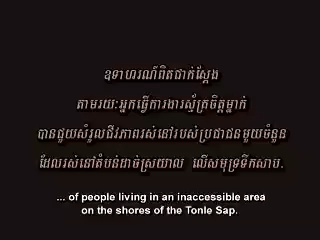 ឧទាហរណ៍ពិតជាក់ស្តែង
តាមរយៈអ្នកធ្វើការងារស្ម័គ្រចិត្តម្នាក់
បានជួយសំរួលជីវភាពរស់នៅរបស់ប្រជាជនមួយចំនួន
ដែលរស់នៅតំបន់ដាច់ស្រយាល លើសមុទ្រទឹកសាប.
... of people living in an inaccessible area
on the shores of the Tonle Sap.